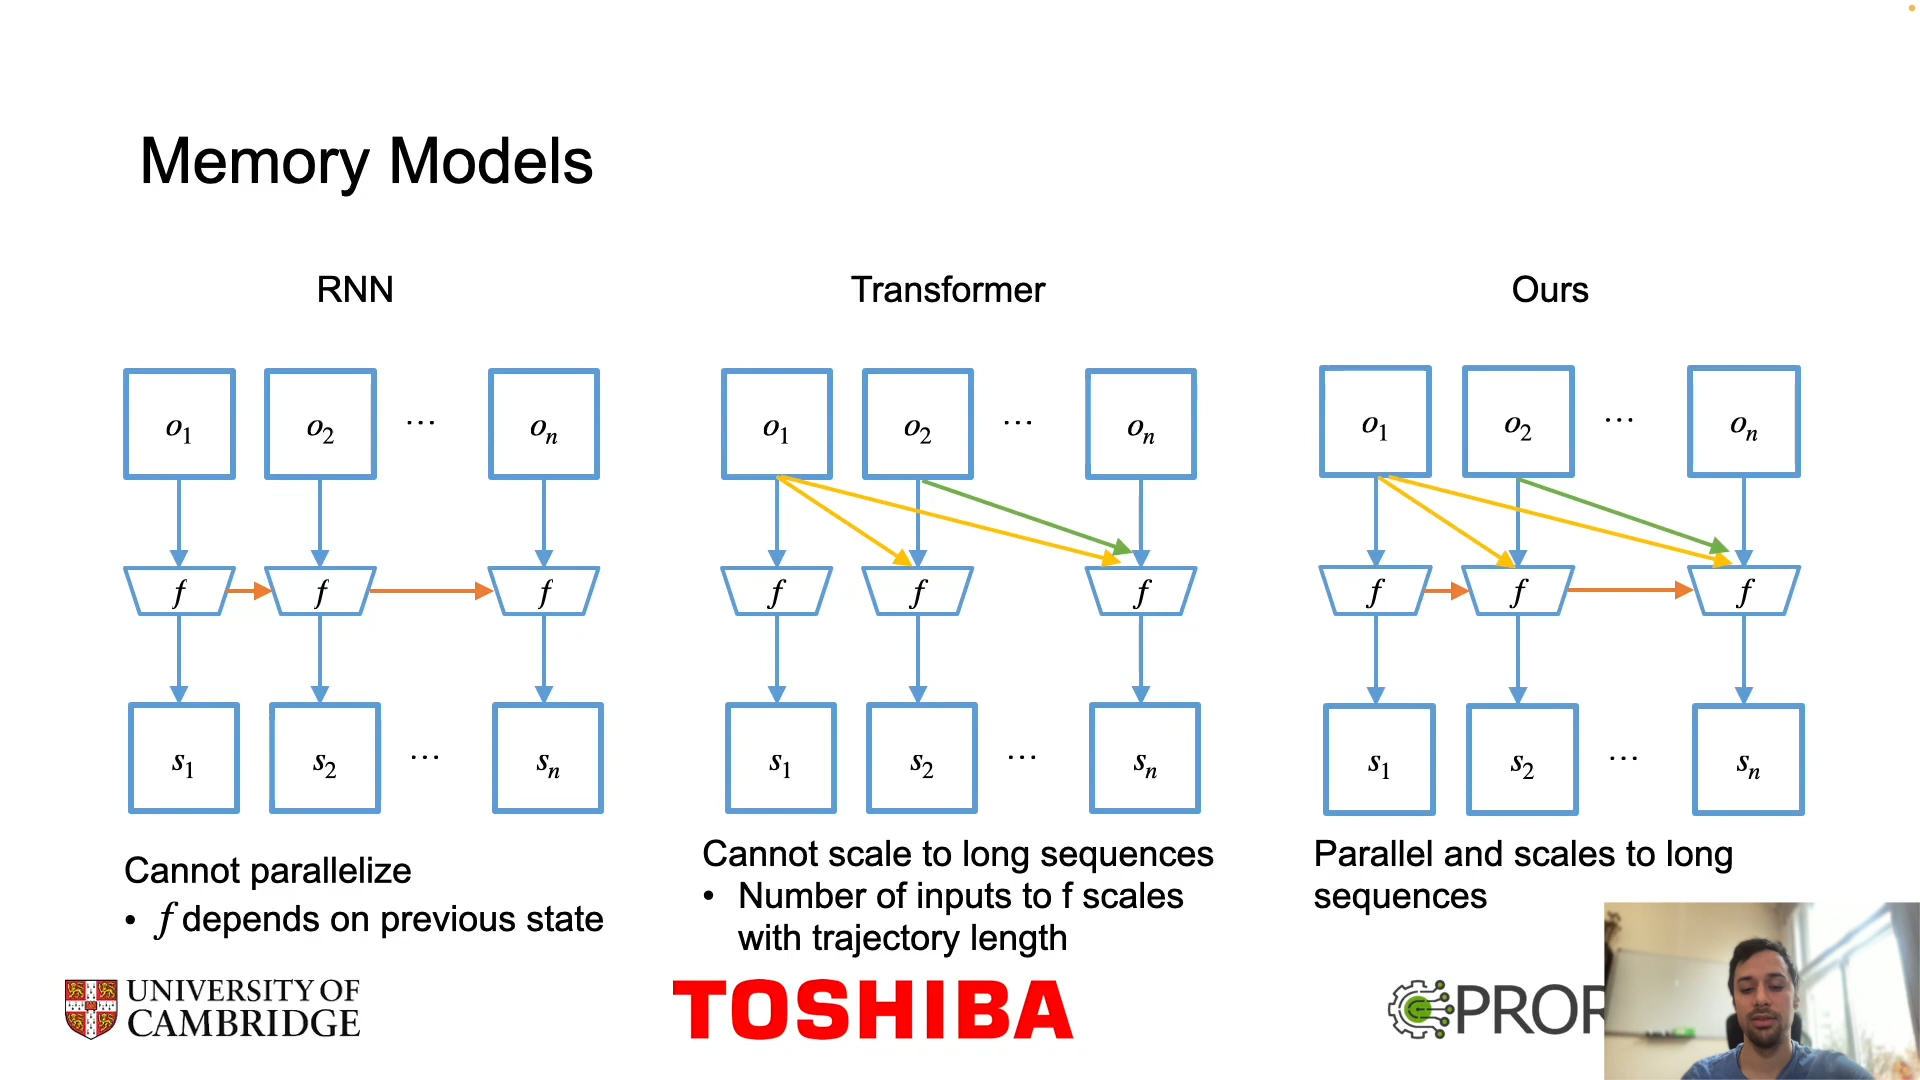 Memory Models
RNN
Transformer
Ours
o1 o2 ... on
o1 o2 ... on
o1 o2 ... on
f f f
f f f
f f f
s1 s2 ... sn
s1 s2 ... sn
s1 s2 ... sn
Cannot parallelize
• f depends on previous state
Cannot scale to long sequences
• Number of inputs to f scales
with trajectory length
Parallel and scales to long
sequences
UNIVERSITY OF
CAMBRIDGE
TOSHIBA